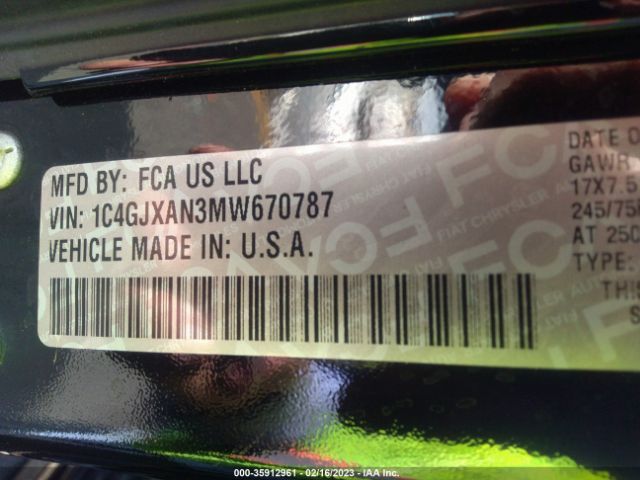 MFD BY: FCA US LLC
VIN: 1C4GJXAN3MW670787
VEHICLE MADE IN: U.S.A.
DATE O
GAWR
17X7.5
245/75
AT 250
TYPE:
THIS
S
000-35912961 - 02/16/2023 - IAA Inc.